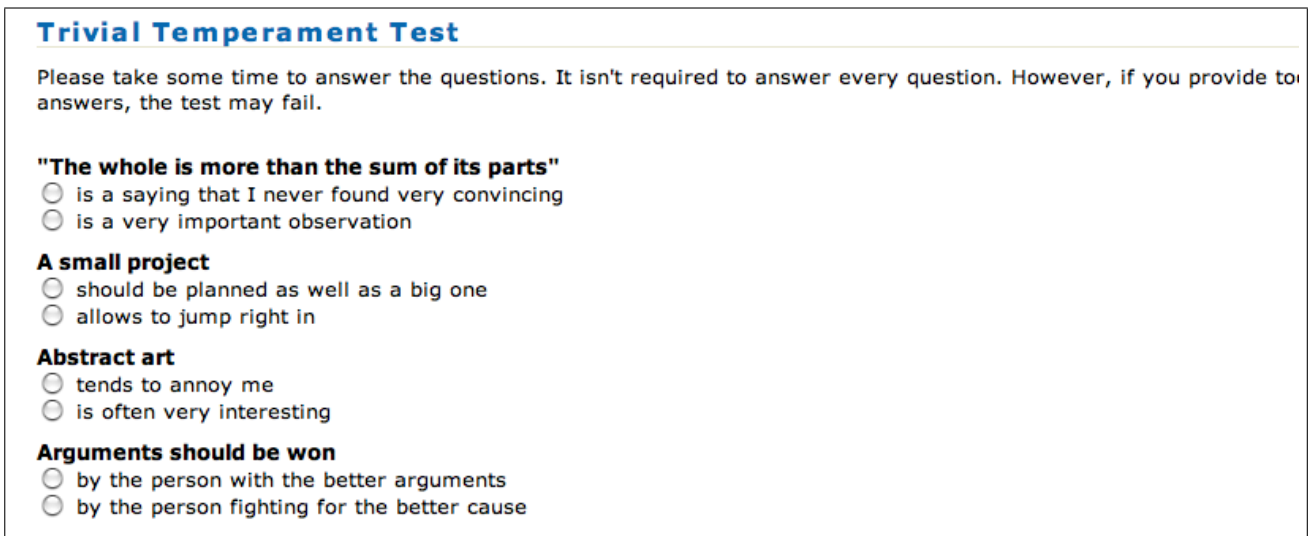 Trivial Temperament Test
Please take some time to answer the questions. It isn't required to answer every question. However, if you provide
answers, the test may fail.
"The whole is more than the sum of its parts"
is a saying that I never found very convincing
is a very important observation
A small project
should be planned as well as a big one
allows to jump right in
Abstract art
tends to annoy me
is often very interesting
Arguments should be won
by the person with the better arguments
by the person fighting for the better cause